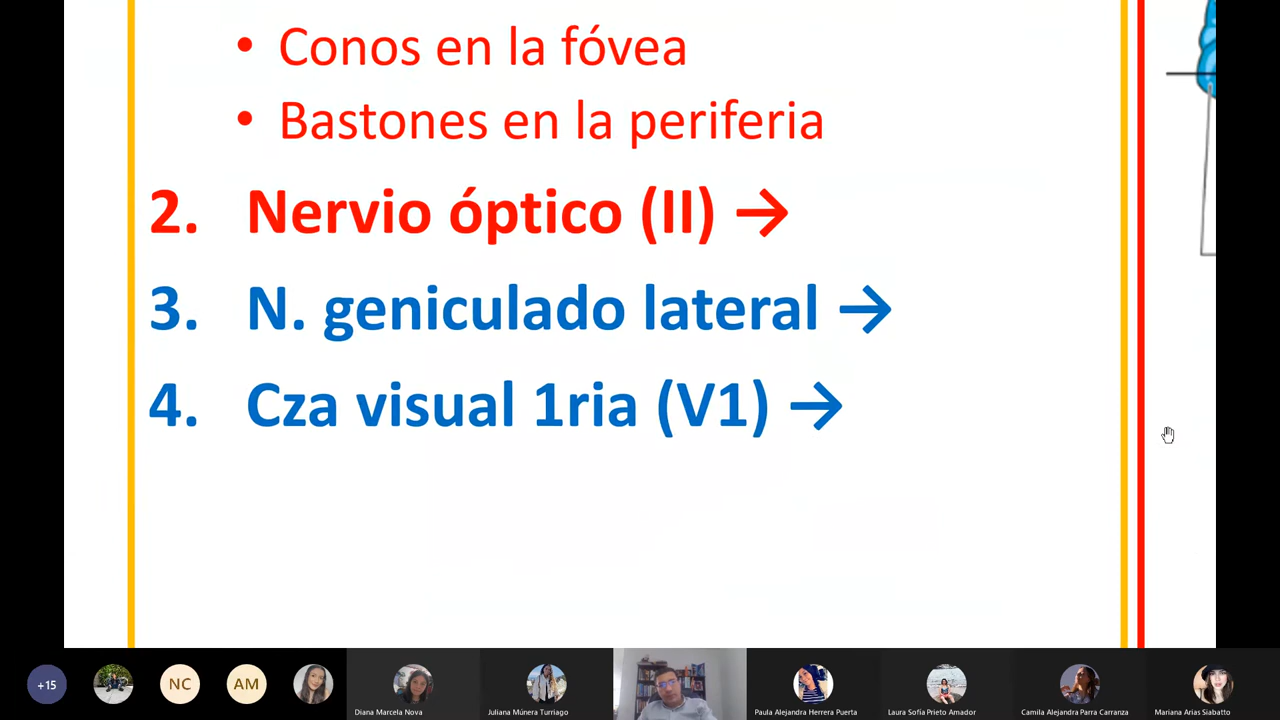 • Conos en la fóvea
• Bastones en la periferia
2. Nervio óptico (II) →
3. N. geniculado lateral →
4. Cza visual 1ria (V1) →
+15
NC
AM
Diana Marcela Nova
Juliana Múnera Turriago
Paula Alejandra Herrera Puerta
Laura Sofía Prieto Amador
Camila Alejandra Parra Carranza
Mariana Arias Siabatto